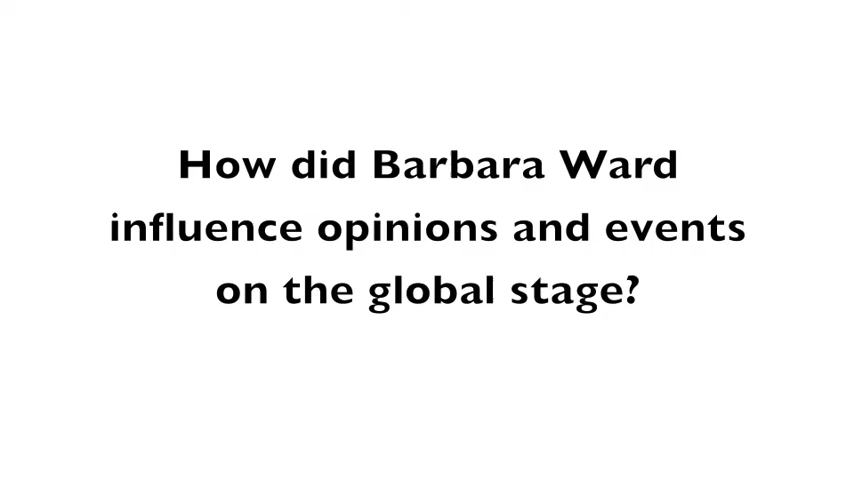 How did Barbara Ward
influence opinions and events
on the global stage?